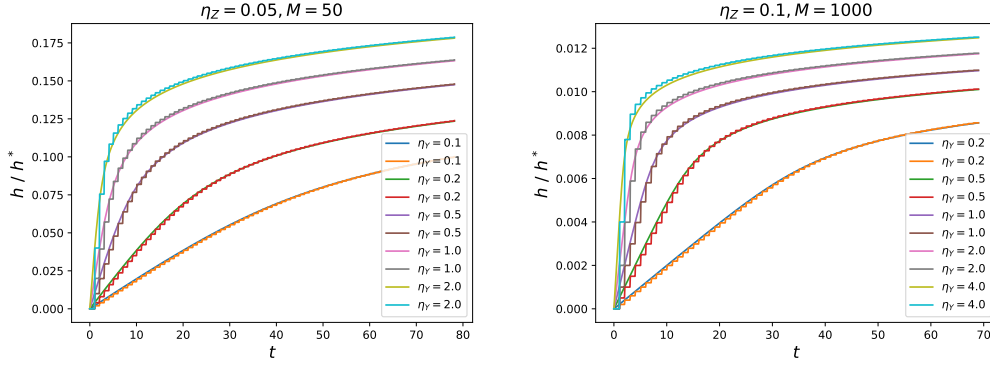 η_Z = 0.05, M = 50
h / h*
0.175
0.150
0.125
0.100
0.075
0.050
0.025
0.000
0 10 20 30 40 50 60 70 80
t
η_Y = 0.1
η_Y = 0.1
η_Y = 0.2
η_Y = 0.2
η_Y = 0.5
η_Y = 0.5
η_Y = 1.0
η_Y = 1.0
η_Y = 2.0
η_Y = 2.0
η_Z = 0.1, M = 1000
h / h*
0.012
0.010
0.008
0.006
0.004
0.002
0.000
0 10 20 30 40 50 60 70
t
η_Y = 0.2
η_Y = 0.2
η_Y = 0.5
η_Y = 0.5
η_Y = 1.0
η_Y = 1.0
η_Y = 2.0
η_Y = 2.0
η_Y = 4.0
η_Y = 4.0